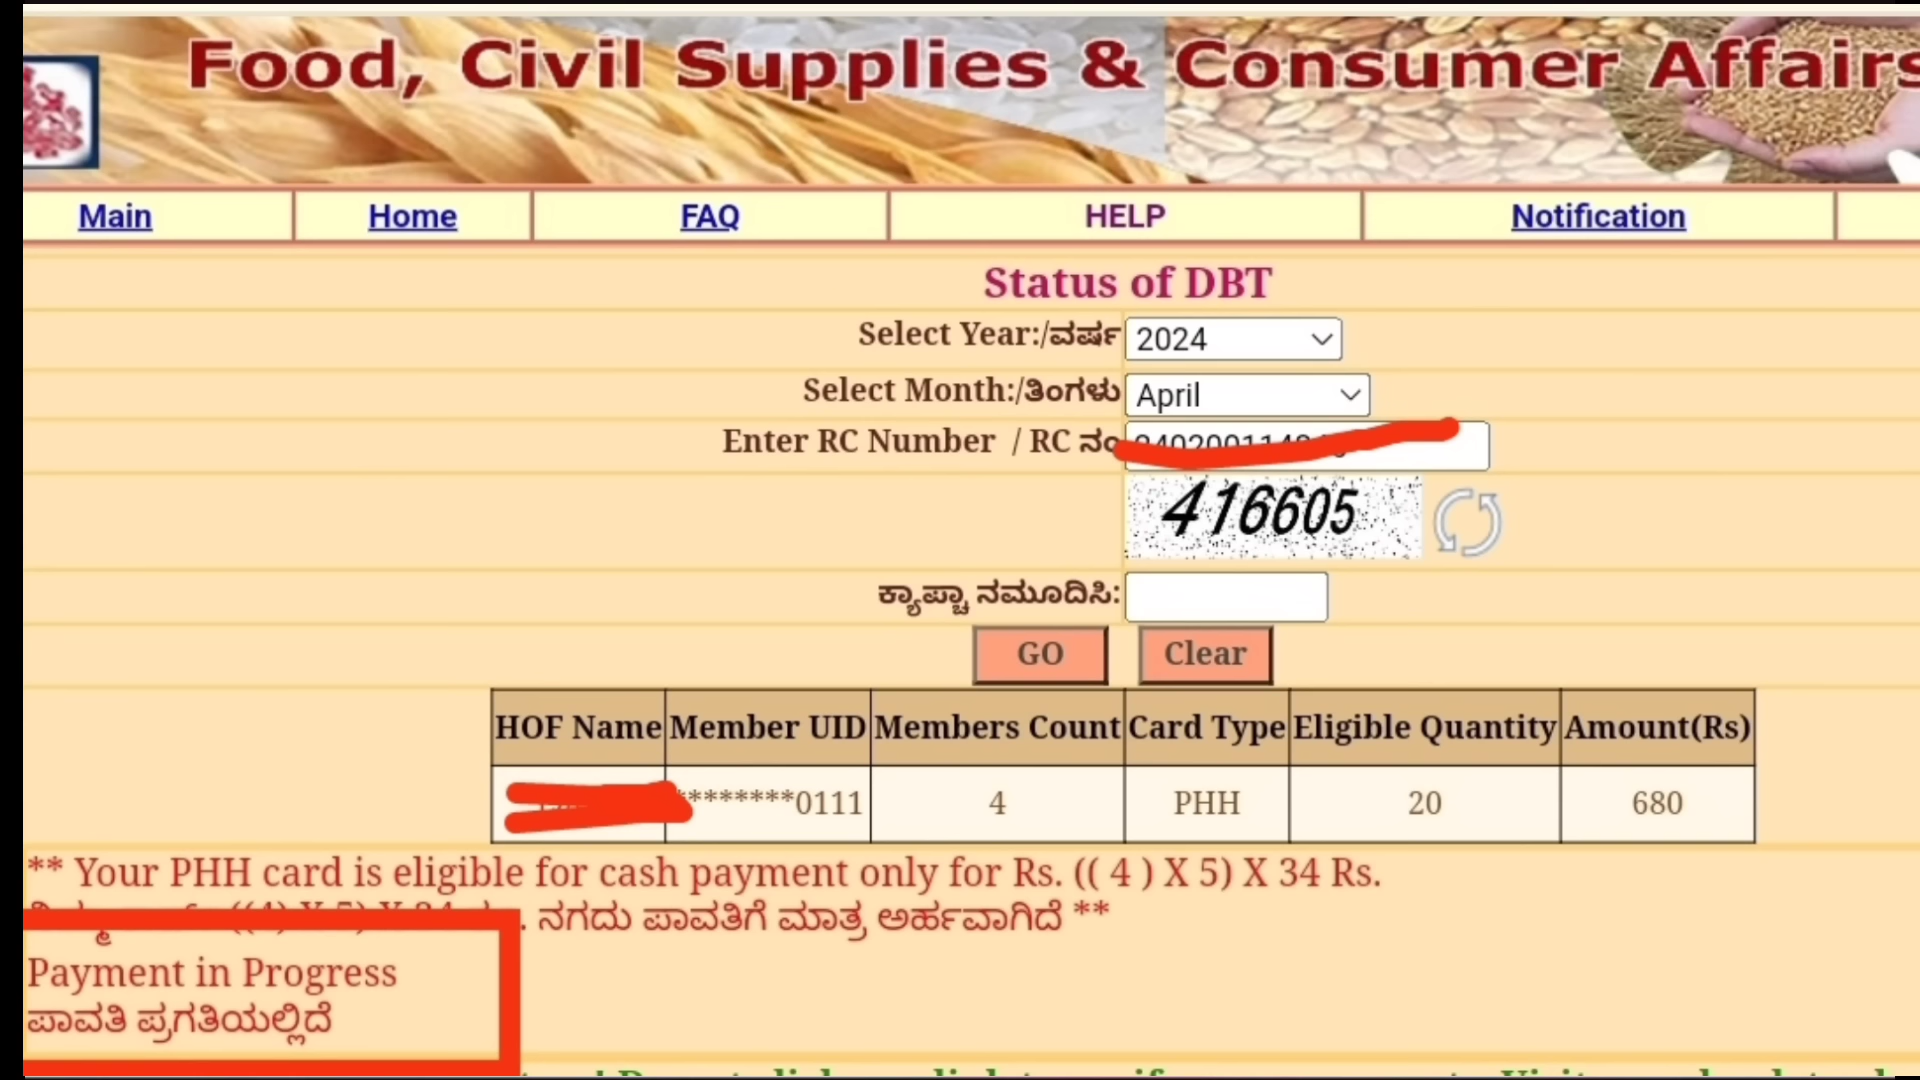 Food, Civil Supplies & Consumer Affairs
Main Home FAQ HELP Notification
Status of DBT
Select Year:/ವರ್ಷ 2024
Select Month:/ತಿಂಗಳು April
Enter RC Number / RC ನಂ
416605
ಕ್ಯಾಪ್ಚಾ ನಮೂದಿಸಿ:
GO Clear
HOF Name Member UID Members Count Card Type Eligible Quantity Amount(Rs)
********0111 4 PHH 20 680
** Your PHH card is eligible for cash payment only for Rs. (( 4 ) X 5) X 34 Rs.
. ನಗದು ಪಾವತಿಗೆ ಮಾತ್ರ ಅರ್ಹವಾಗಿದೆ **
Payment in Progress
ಪಾವತಿ ಪ್ರಗತಿಯಲ್ಲಿದೆ